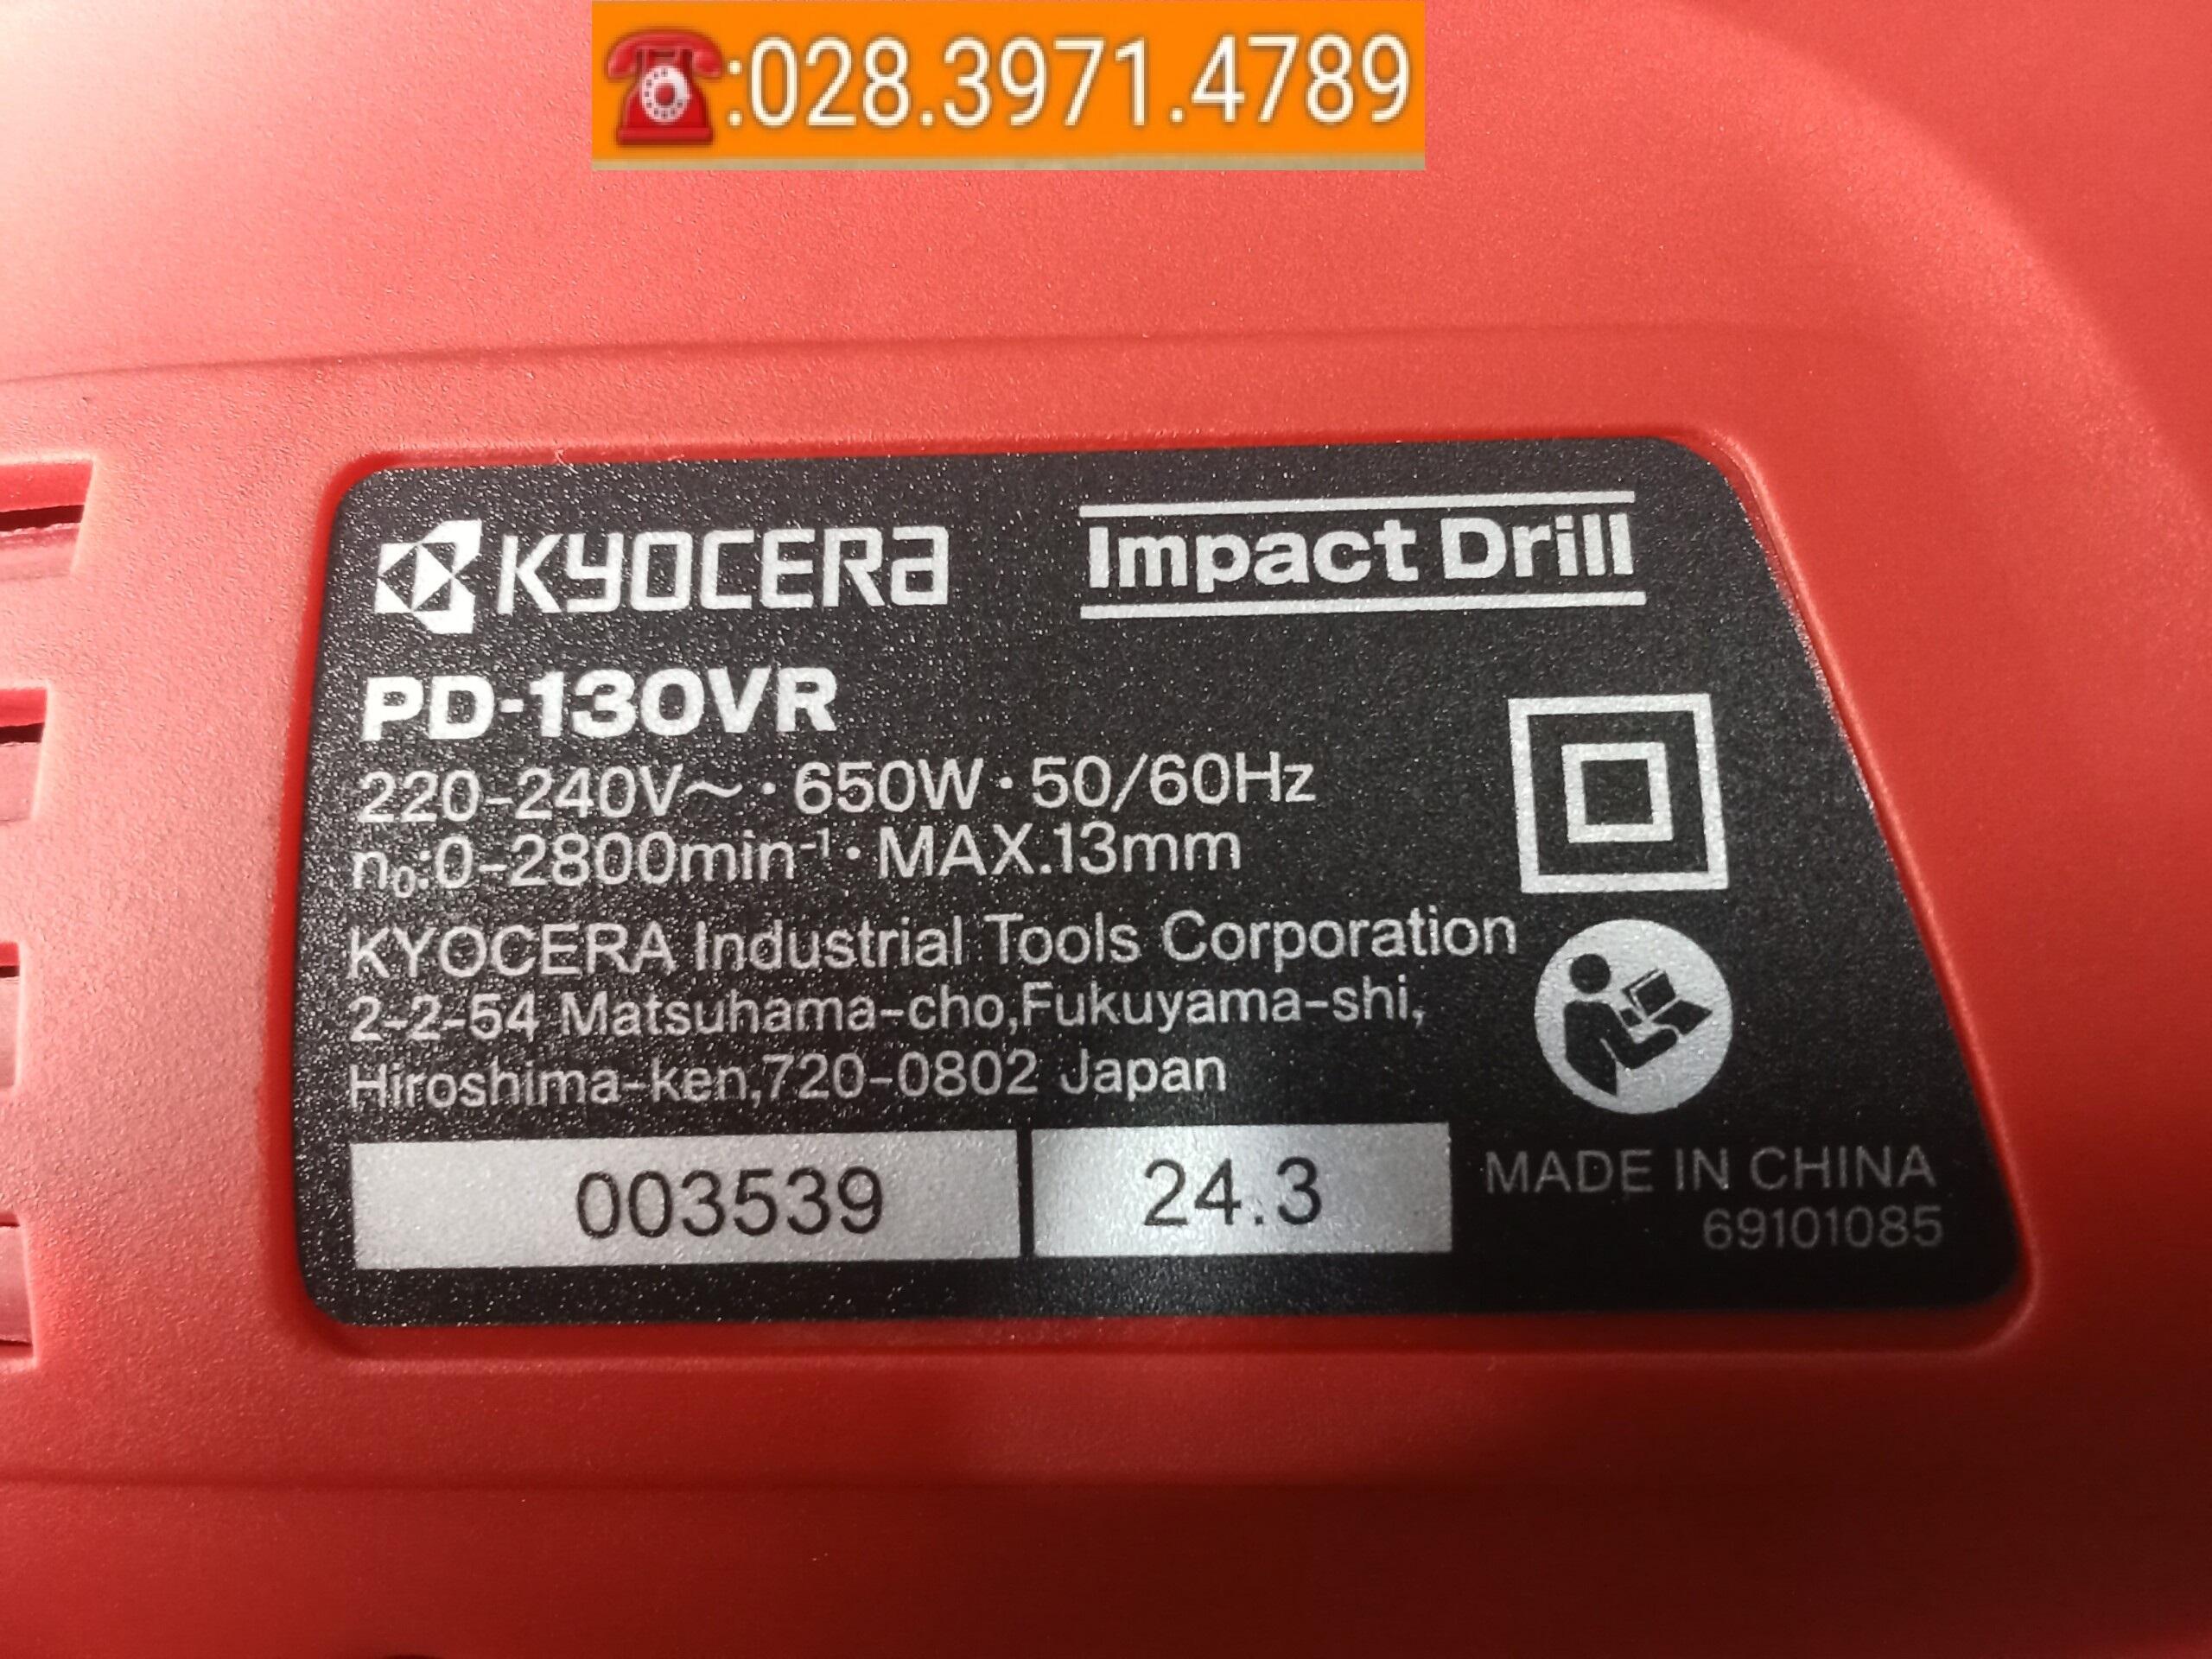 :028.3971.4789
KYOCERA
Impact Drill
PD-130VR
220-240V～・650W・50/60Hz
n₀:0-2800min⁻¹・MAX.13mm
KYOCERA Industrial Tools Corporation
2-2-54 Matsuhama-cho,Fukuyama-shi,
Hiroshima-ken,720-0802 Japan
003539
24.3
MADE IN CHINA
69101085